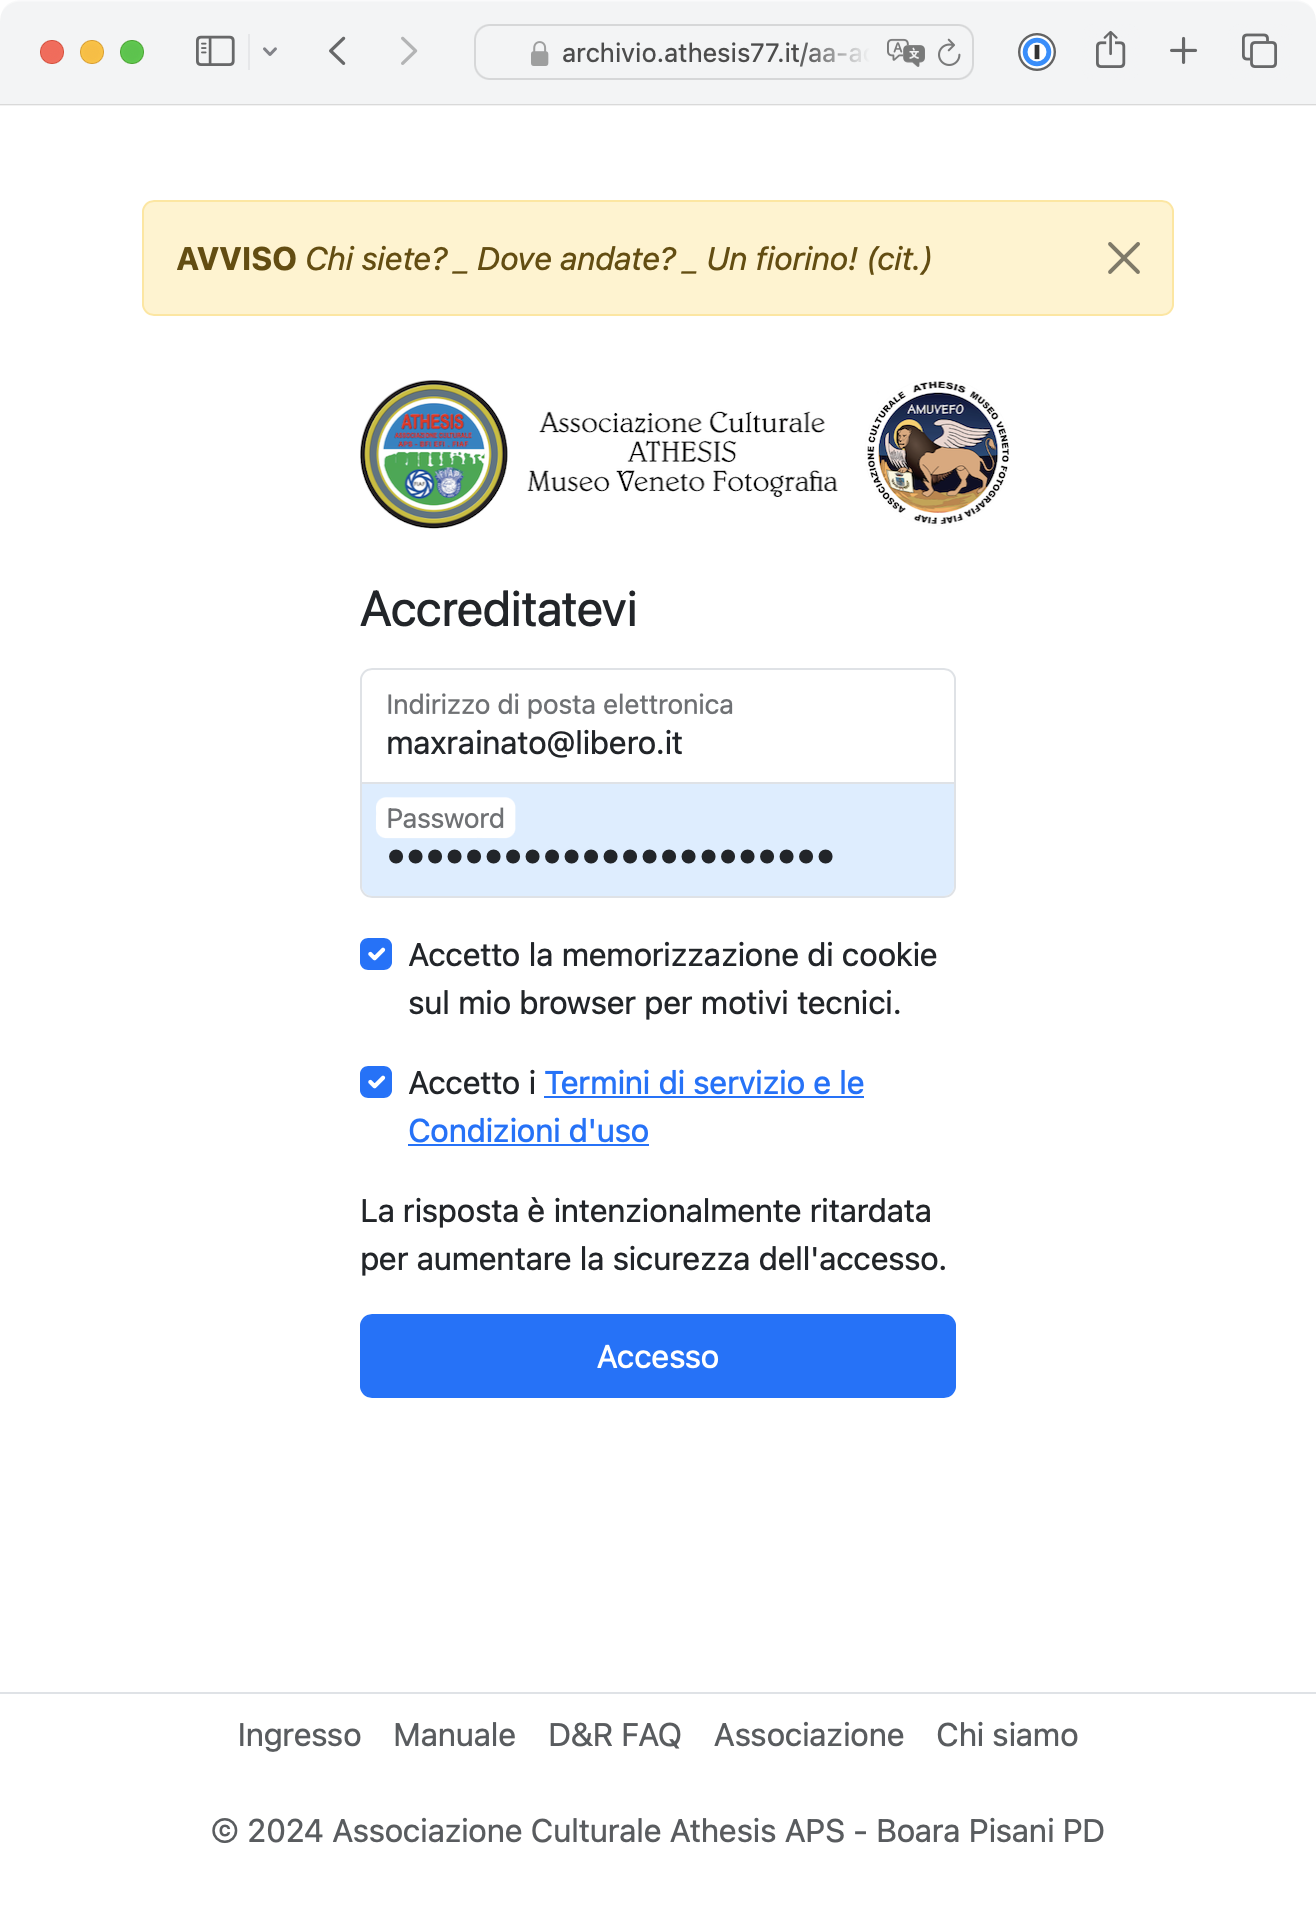 archivio.athesis77.it/aa-ac
AVVISO Chi siete? _ Dove andate? _ Un fiorino! (cit.)
ATHESIS
Associazione Culturale
ATHESIS
Museo Veneto Fotografia
ASSOCIAZIONE CULTURALE ATHESIS MUSEO VENETO FOTOGRAFIA FIAF FIAP
AMUVEFO
Accreditatevi
Indirizzo di posta elettronica
maxrainato@libero.it
Password
Accetto la memorizzazione di cookie
sul mio browser per motivi tecnici.
Accetto i Termini di servizio e le
Condizioni d'uso
La risposta è intenzionalmente ritardata
per aumentare la sicurezza dell'accesso.
Accesso
Ingresso Manuale D&R FAQ Associazione Chi siamo
© 2024 Associazione Culturale Athesis APS - Boara Pisani PD